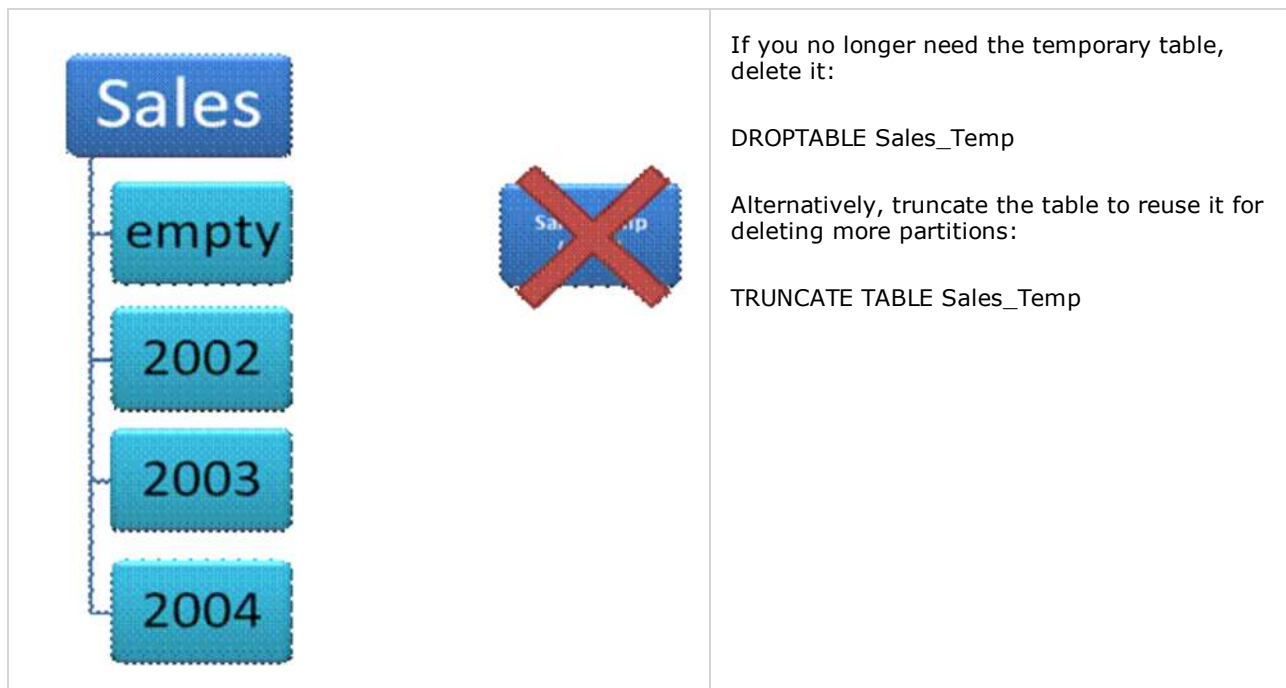 Sales
empty
2002
2003
2004
If you no longer need the temporary table,
delete it:
DROPTABLE Sales_Temp
Alternatively, truncate the table to reuse it for
deleting more partitions:
TRUNCATE TABLE Sales_Temp